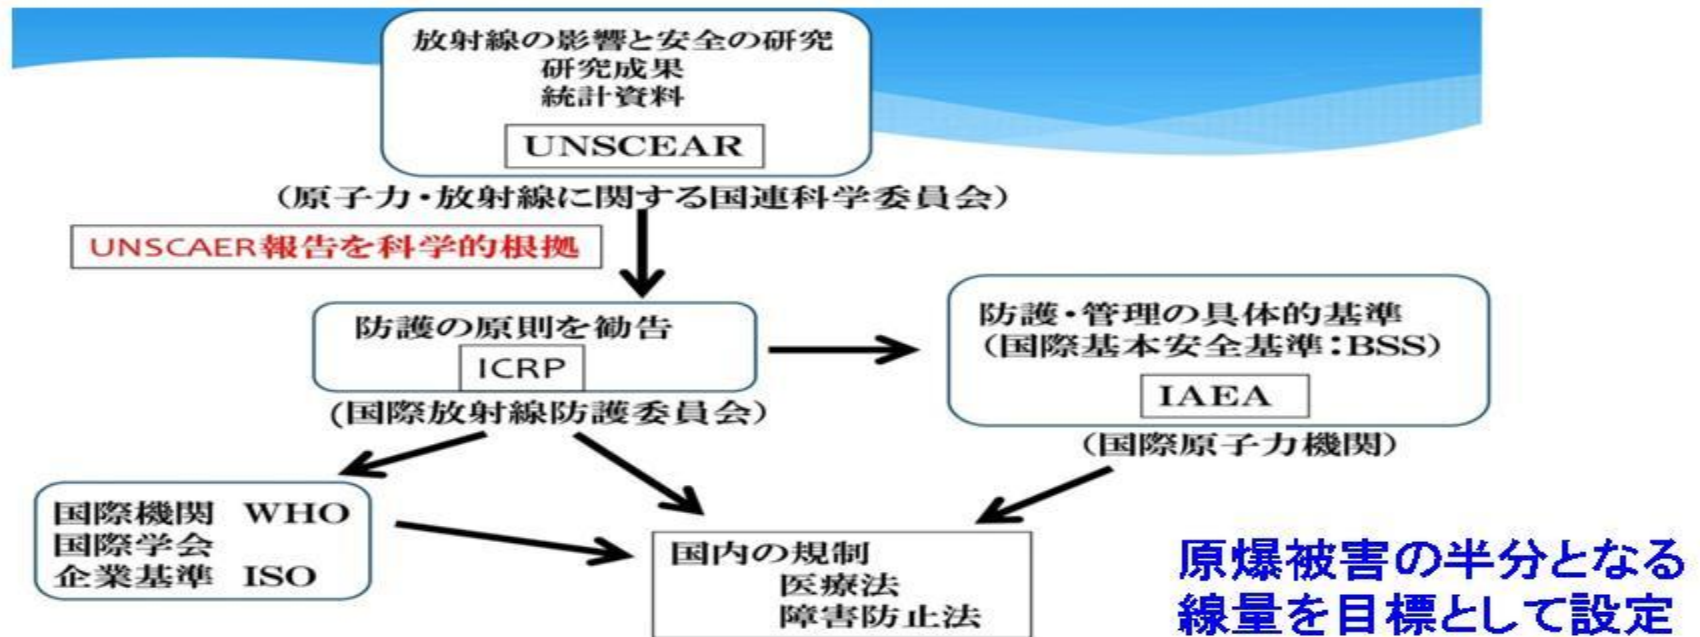 放射線の影響と安全の研究
研究成果
統計資料
UNSCEAR
(原子力・放射線に関する国連科学委員会)
UNSCAER報告を科学的根拠
防護の原則を勧告
ICRP
(国際放射線防護委員会)
防護・管理の具体的基準
(国際基本安全基準:BSS)
IAEA
(国際原子力機関)
国際機関 WHO
国際学会
企業基準 ISO
国内の規制
医療法
障害防止法
原爆被害の半分となる
線量を目標として設定